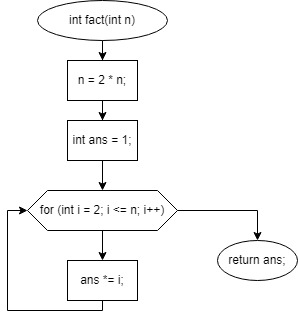 int fact(int n)
n = 2 * n;
int ans = 1;
for (int i = 2; i <= n; i++)
return ans;
ans *= i;